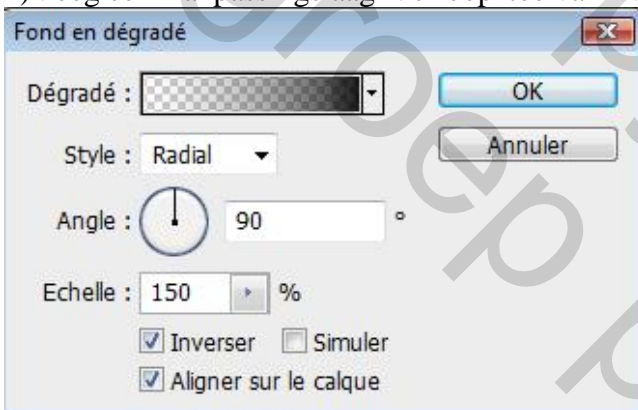 Fond en dégradé
Dégradé :
OK
Style : Radial
Annuler
Angle : 90 °
Echelle : 150 %
Inverser Simuler
Aligner sur le calque